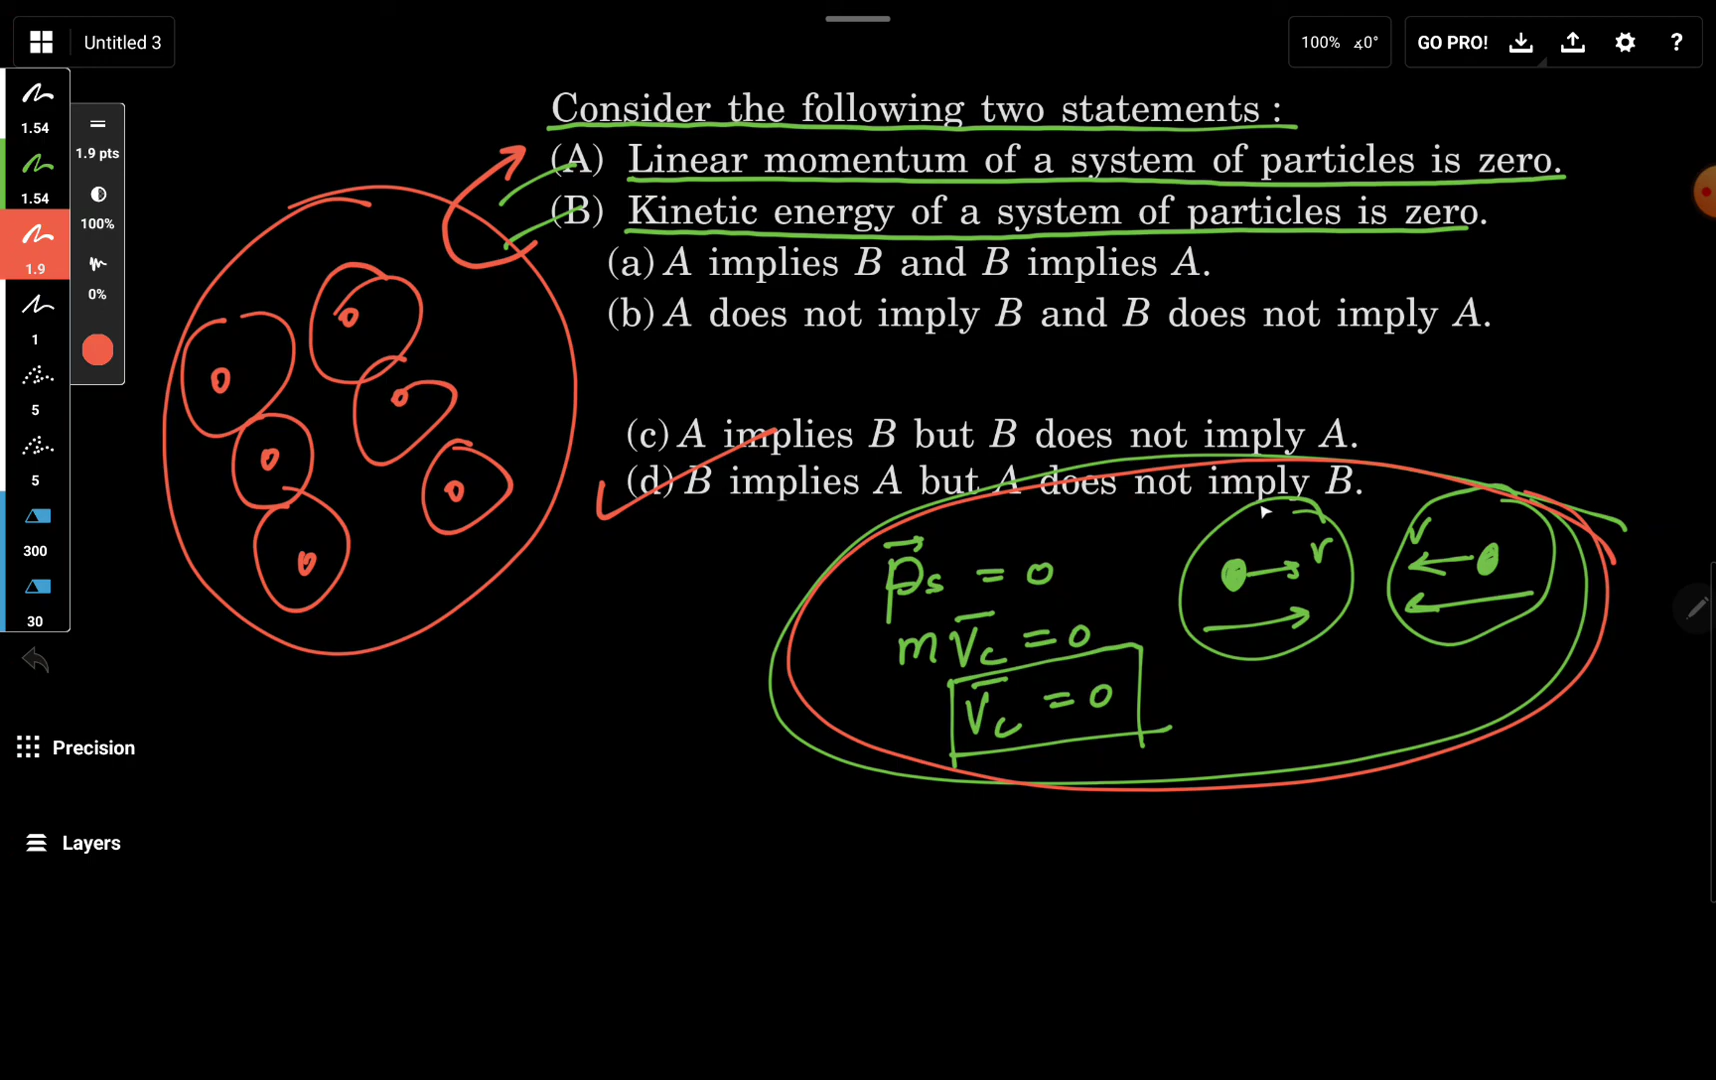 Untitled 3
100% ∡0°
GO PRO!
?
1.54
1.54
1.9
1
5
5
300
30
1.9 pts
100%
0%
Precision
Layers
Consider the following two statements :
(A) Linear momentum of a system of particles is zero.
(B) Kinetic energy of a system of particles is zero.
(a) A implies B and B implies A.
(b) A does not imply B and B does not imply A.
(c) A implies B but B does not imply A.
(d) B implies A but A does not imply B.
p⃗s = 0
m v̅c = 0
v̅c = 0
v
v